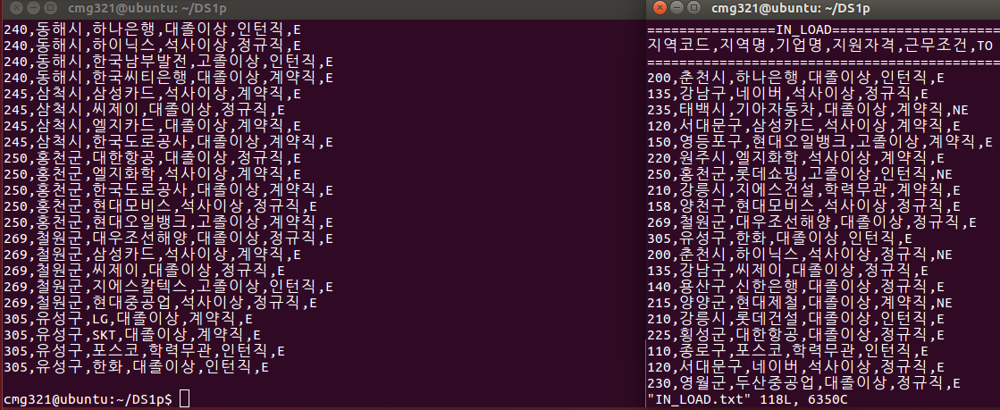 cmg321@ubuntu: ~/DS1p
240,동해시,하나은행,대졸이상,인턴직,E
240,동해시,하이닉스,석사이상,정규직,E
240,동해시,한국남부발전,고졸이상,인턴직,E
240,동해시,한국씨티은행,대졸이상,계약직,E
245,삼척시,삼성카드,석사이상,계약직,E
245,삼척시,씨제이,대졸이상,정규직,E
245,삼척시,엘지카드,대졸이상,계약직,E
245,삼척시,한국도로공사,대졸이상,계약직,E
250,홍천군,대한항공,대졸이상,정규직,E
250,홍천군,엘지화학,석사이상,계약직,E
250,홍천군,한국도로공사,대졸이상,계약직,E
250,홍천군,현대모비스,석사이상,정규직,E
250,홍천군,현대오일뱅크,고졸이상,계약직,E
269,철원군,대우조선해양,대졸이상,정규직,E
269,철원군,삼성카드,석사이상,계약직,E
269,철원군,씨제이,대졸이상,정규직,E
269,철원군,지에스칼텍스,고졸이상,인턴직,E
269,철원군,현대중공업,석사이상,정규직,E
305,유성구,LG,대졸이상,계약직,E
305,유성구,SKT,대졸이상,계약직,E
305,유성구,포스코,학력무관,인턴직,E
305,유성구,한화,대졸이상,인턴직,E
cmg321@ubuntu:~/DS1p$
cmg321@ubuntu: ~/DS1p
================IN_LOAD======================
지역코드,지역명,기업명,지원자격,근무조건,TO
=============================================
200,춘천시,하나은행,대졸이상,인턴직,E
135,강남구,네이버,석사이상,정규직,E
235,태백시,기아자동차,대졸이상,계약직,NE
120,서대문구,삼성카드,석사이상,계약직,E
150,영등포구,현대오일뱅크,고졸이상,계약직,E
220,원주시,엘지화학,석사이상,계약직,E
250,홍천군,롯데쇼핑,고졸이상,인턴직,NE
210,강릉시,지에스건설,학력무관,계약직,E
158,양천구,현대모비스,석사이상,정규직,E
269,철원군,대우조선해양,대졸이상,정규직,E
305,유성구,한화,대졸이상,인턴직,E
200,춘천시,하이닉스,석사이상,정규직,NE
135,강남구,씨제이,대졸이상,정규직,E
140,용산구,신한은행,대졸이상,정규직,E
215,양양군,현대제철,대졸이상,계약직,NE
210,강릉시,롯데건설,대졸이상,인턴직,E
225,횡성군,대한항공,대졸이상,정규직,E
110,종로구,포스코,학력무관,인턴직,E
120,서대문구,네이버,석사이상,정규직,E
230,영월군,두산중공업,대졸이상,정규직,E
"IN_LOAD.txt" 118L, 6350C